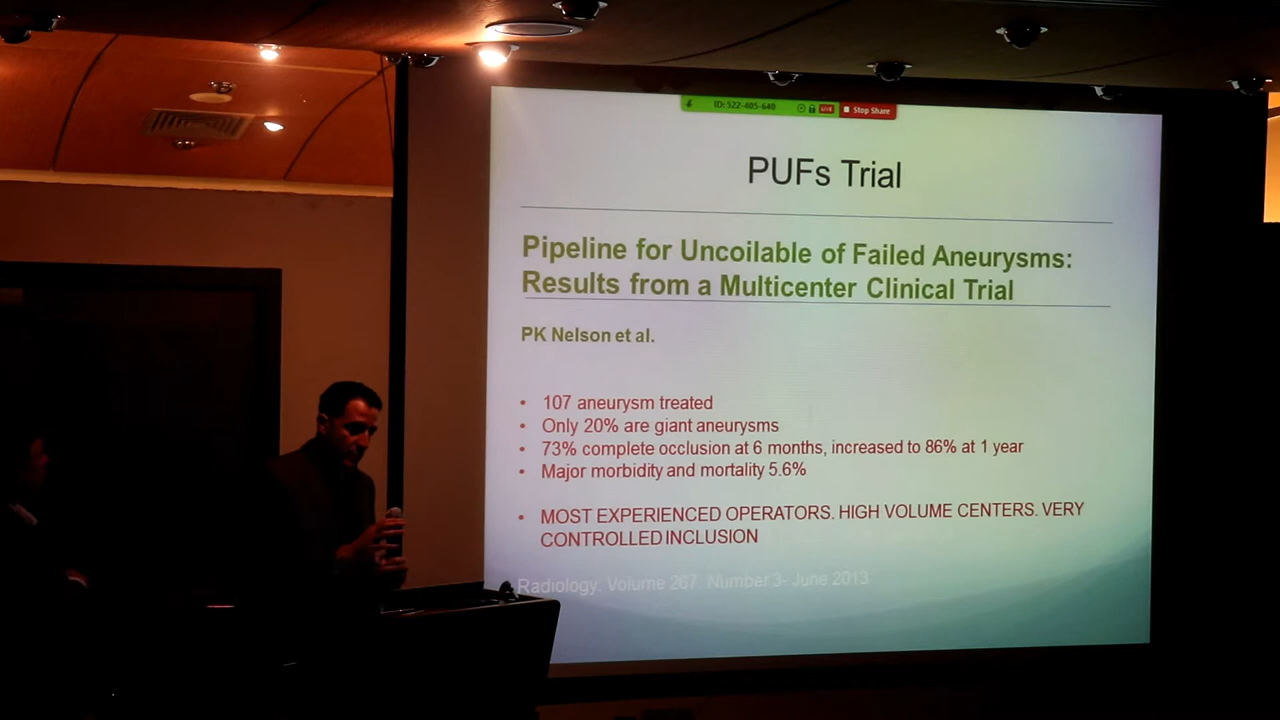 ID: 522-405-640 LIVE Stop Share
PUFs Trial
Pipeline for Uncoilable of Failed Aneurysms:
Results from a Multicenter Clinical Trial
PK Nelson et al.
• 107 aneurysm treated
• Only 20% are giant aneurysms
• 73% complete occlusion at 6 months, increased to 86% at 1 year
• Major morbidity and mortality 5.6%
• MOST EXPERIENCED OPERATORS. HIGH VOLUME CENTERS. VERY
CONTROLLED INCLUSION
Radiology. Volume 267. Number 3- June 2013